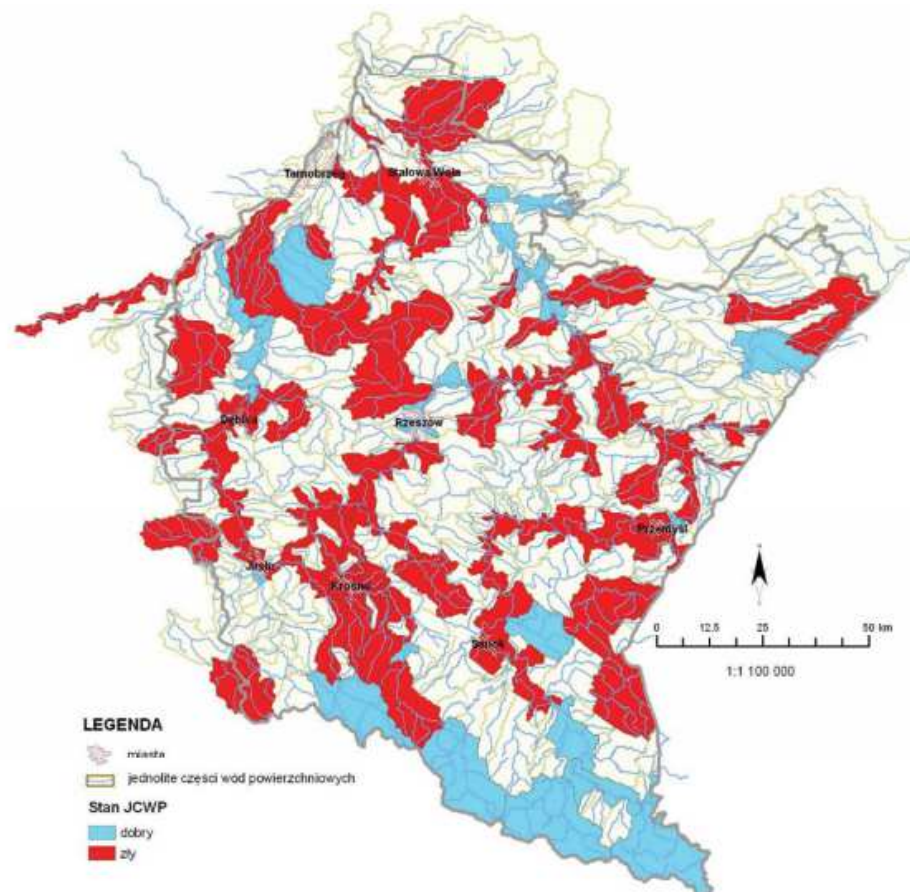 Tarnobrzeg
Stalowa Wola
Dębica
Rzeszów
Przemyśl
Jasło
Krosno
Sanok
0 12,5 25 50 km
1:1 100 000
LEGENDA
miasta
jednolite części wód powierzchniowych
Stan JCWP
dobry
zły